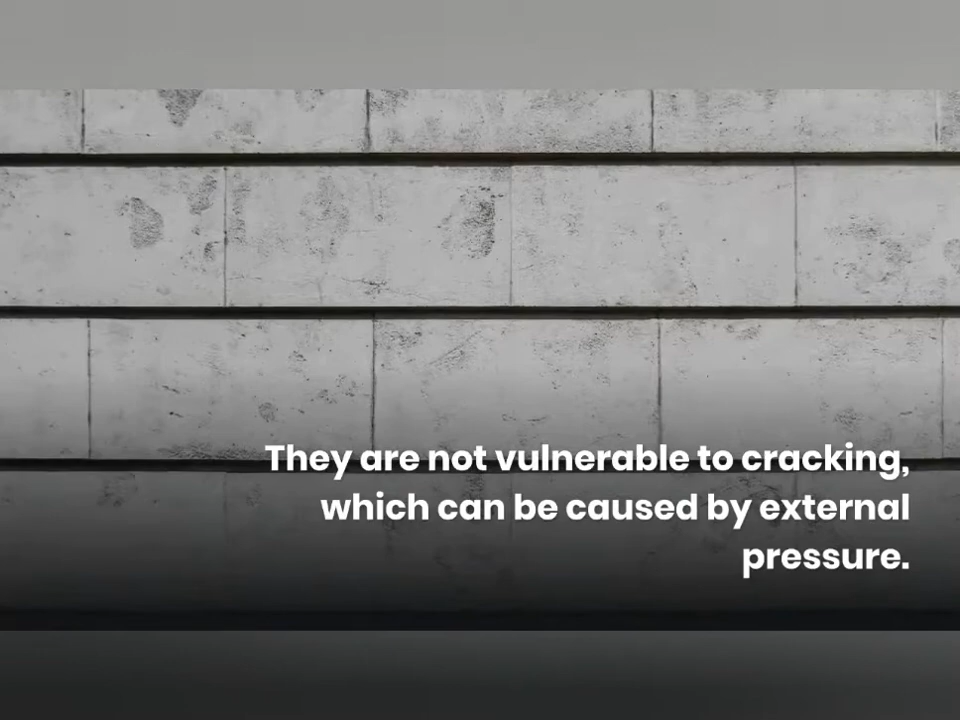 They are not vulnerable to cracking,
which can be caused by external
pressure.